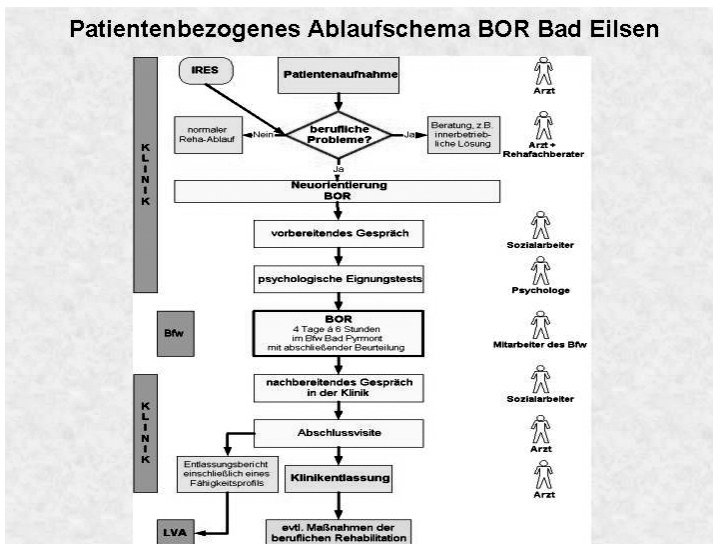 Patientenbezogenes Ablaufschema BOR Bad Eilsen
IRES
Patientenaufnahme
Arzt
KLINIK
normaler
Reha-Ablauf
Nein
berufliche
Probleme?
Ja
Beratung, z.B.
innerbetrieb-
liche Lösung
Arzt +
Rehafachberater
Ja
Neuorientierung
BOR
vorbereitendes Gespräch
Sozialarbeiter
psychologische Eignungstests
Psychologe
Bfw
BOR
4 Tage á 6 Stunden
im Bfw Bad Pyrmont
mit abschließender Beurteilung
Mitarbeiter des Bfw
KLINIK
nachbereitendes Gespräch
in der Klinik
Sozialarbeiter
Abschlussvisite
Arzt
Entlassungsbericht
einschließlich eines
Fähigkeitsprofils
Klinikentlassung
Arzt
LVA
evtl. Maßnahmen der
beruflichen Rehabilitation